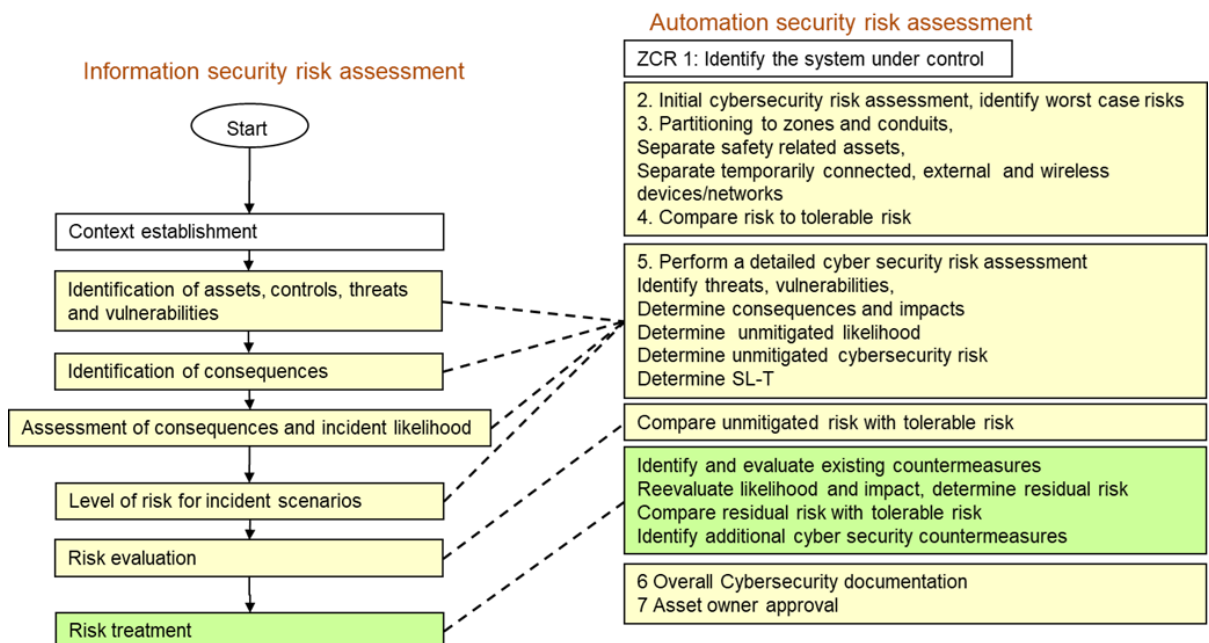 Information security risk assessment
Start
Context establishment
Identification of assets, controls, threats
and vulnerabilities
Identification of consequences
Assessment of consequences and incident likelihood
Level of risk for incident scenarios
Risk evaluation
Risk treatment
Automation security risk assessment
ZCR 1: Identify the system under control
2. Initial cybersecurity risk assessment, identify worst case risks
3. Partitioning to zones and conduits,
Separate safety related assets,
Separate temporarily connected, external and wireless
devices/networks
4. Compare risk to tolerable risk
5. Perform a detailed cyber security risk assessment
Identify threats, vulnerabilities,
Determine consequences and impacts
Determine unmitigated likelihood
Determine unmitigated cybersecurity risk
Determine SL-T
Compare unmitigated risk with tolerable risk
Identify and evaluate existing countermeasures
Reevaluate likelihood and impact, determine residual risk
Compare residual risk with tolerable risk
Identify additional cyber security countermeasures
6 Overall Cybersecurity documentation
7 Asset owner approval